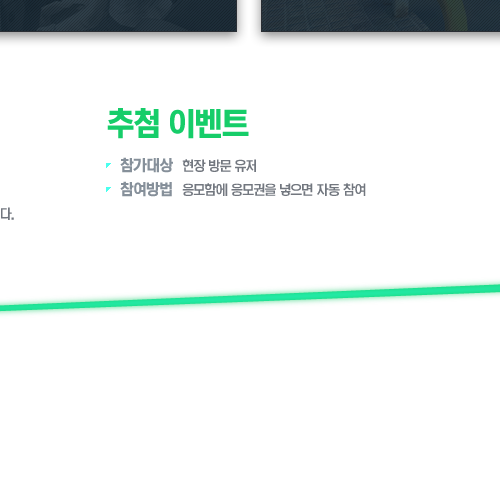 추첨 이벤트
참가대상 현장 방문 유저
참여방법 응모함에 응모권을 넣으면 자동 참여
다.